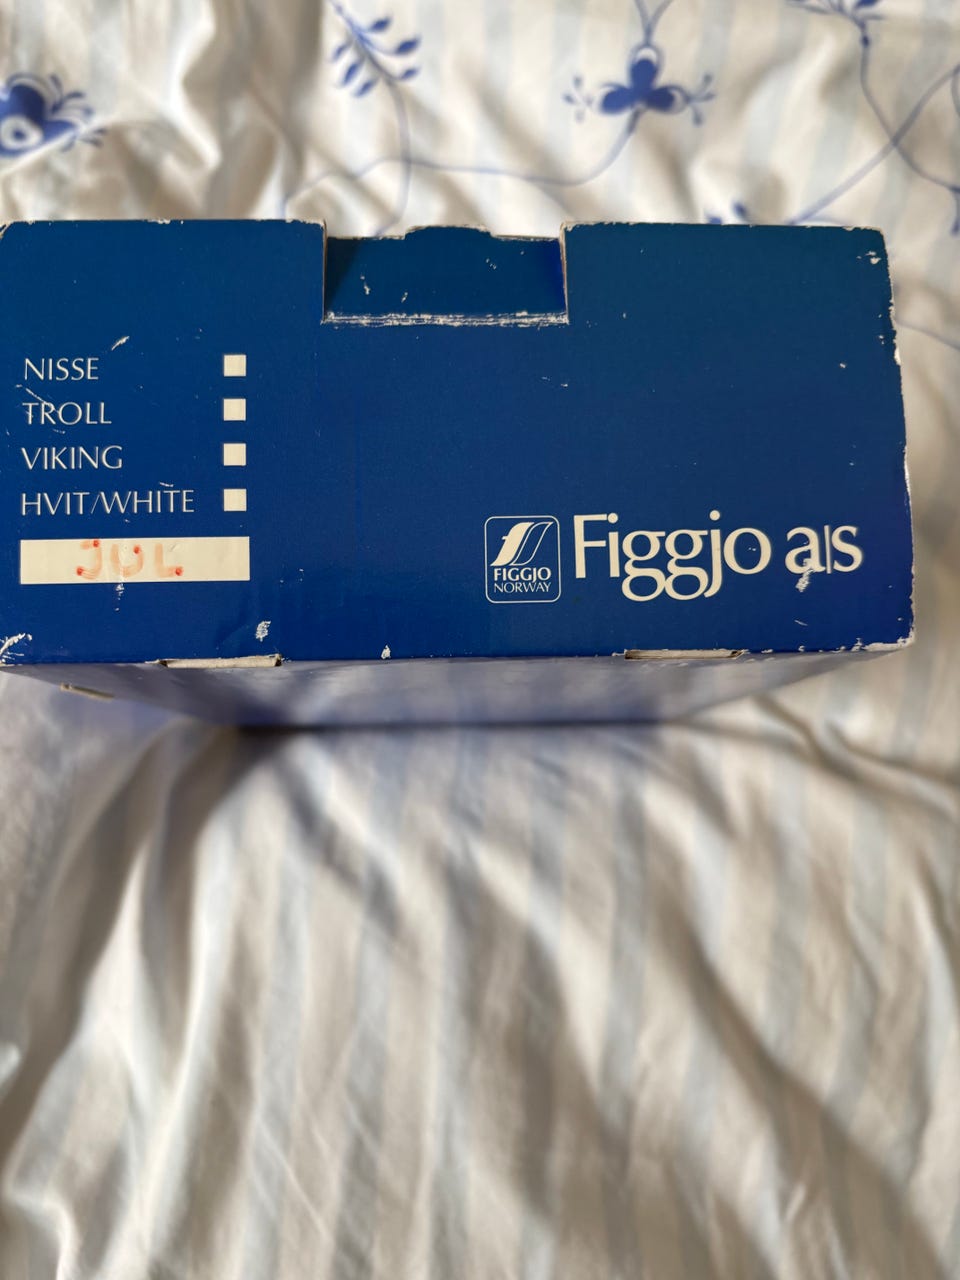 NISSE
TROLL
VIKING
HVIT/WHITE
JUL
FIGGJO
NORWAY
Figgjo a|s